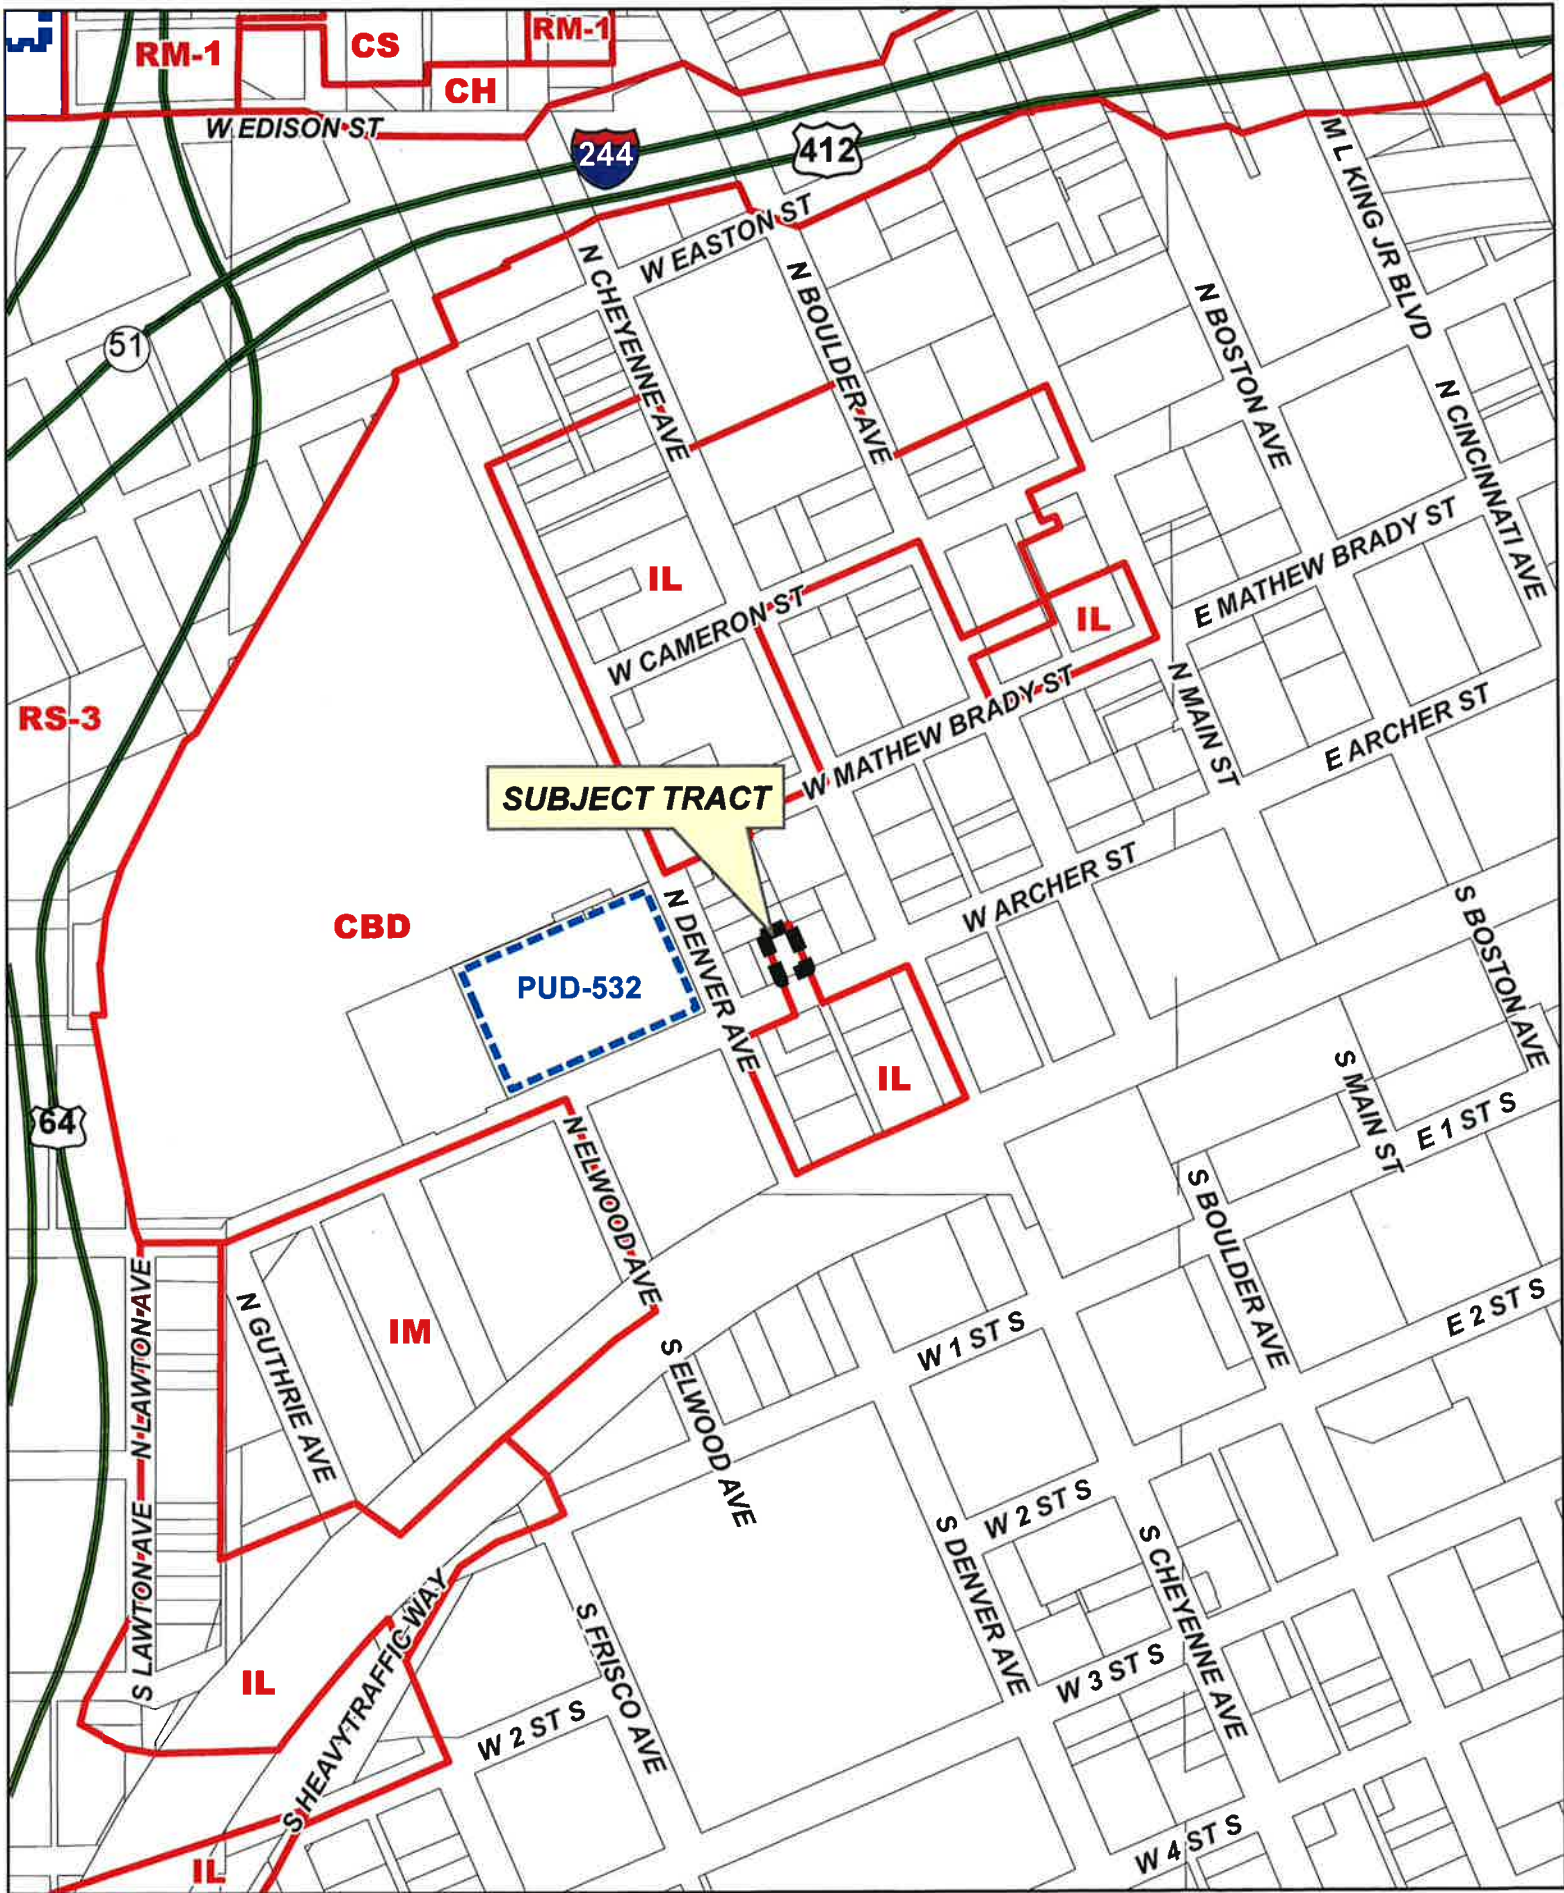 RM-1
CS
RM-1
CH
W EDISON ST
244
412
M L KING JR BLVD
W EASTON ST
N CHEYENNE AVE
N BOULDER AVE
N BOSTON AVE
51
N CINCINNATI AVE
IL
W CAMERON ST
IL
E MATHEW BRADY ST
RS-3
W MATHEW BRADY ST
N MAIN ST
E ARCHER ST
SUBJECT TRACT
W ARCHER ST
CBD
N DENVER AVE
PUD-532
S BOSTON AVE
IL
S MAIN ST
E 1 ST S
64
N ELWOOD AVE
S BOULDER AVE
N LAWTON AVE
N GUTHRIE AVE
IM
W 1 ST S
E 2 ST S
S ELWOOD AVE
W 2 ST S
S LAWTON AVE
S DENVER AVE
S CHEYENNE AVE
IL
S HEAVY TRAFFIC WAY
S FRISCO AVE
W 3 ST S
W 2 ST S
W 4 ST S
IL